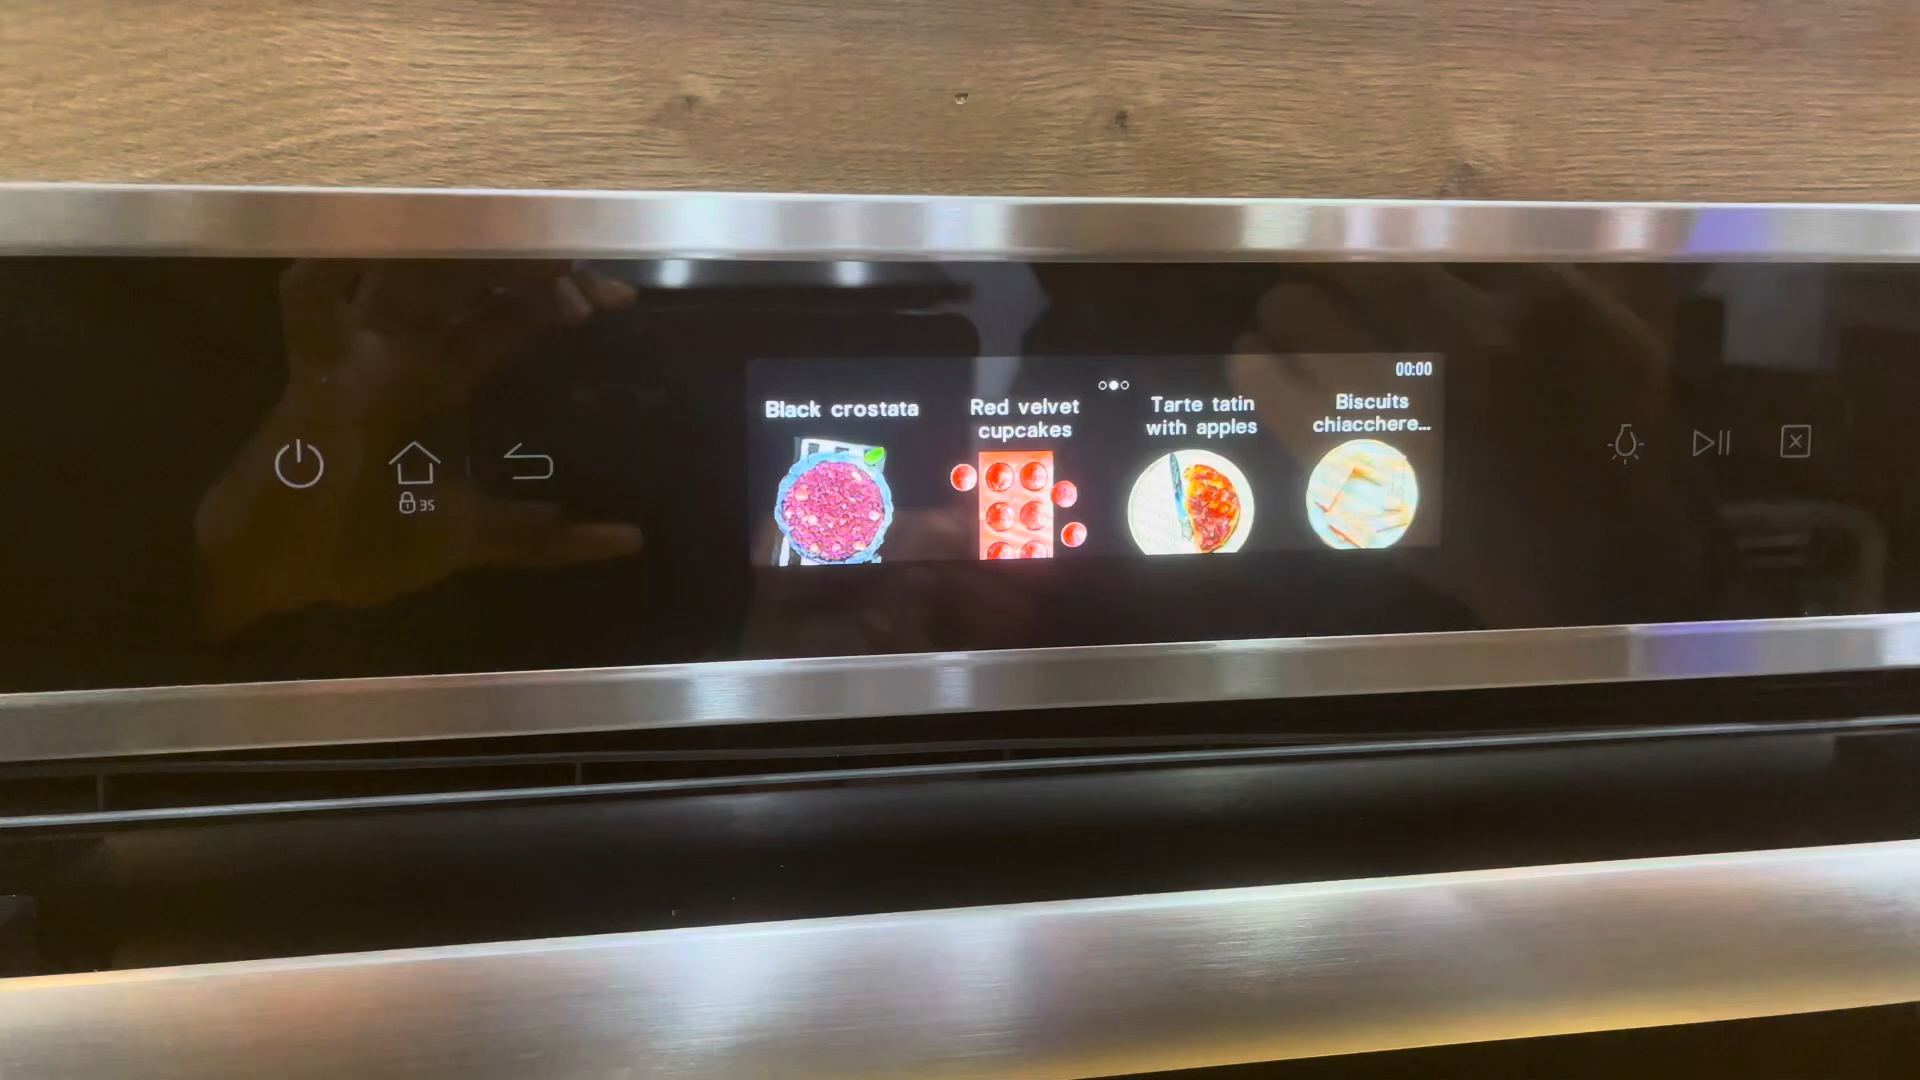 00:00
Black crostata
Red velvet
cupcakes
Tarte tatin
with apples
Biscuits
chiacchere...
3S